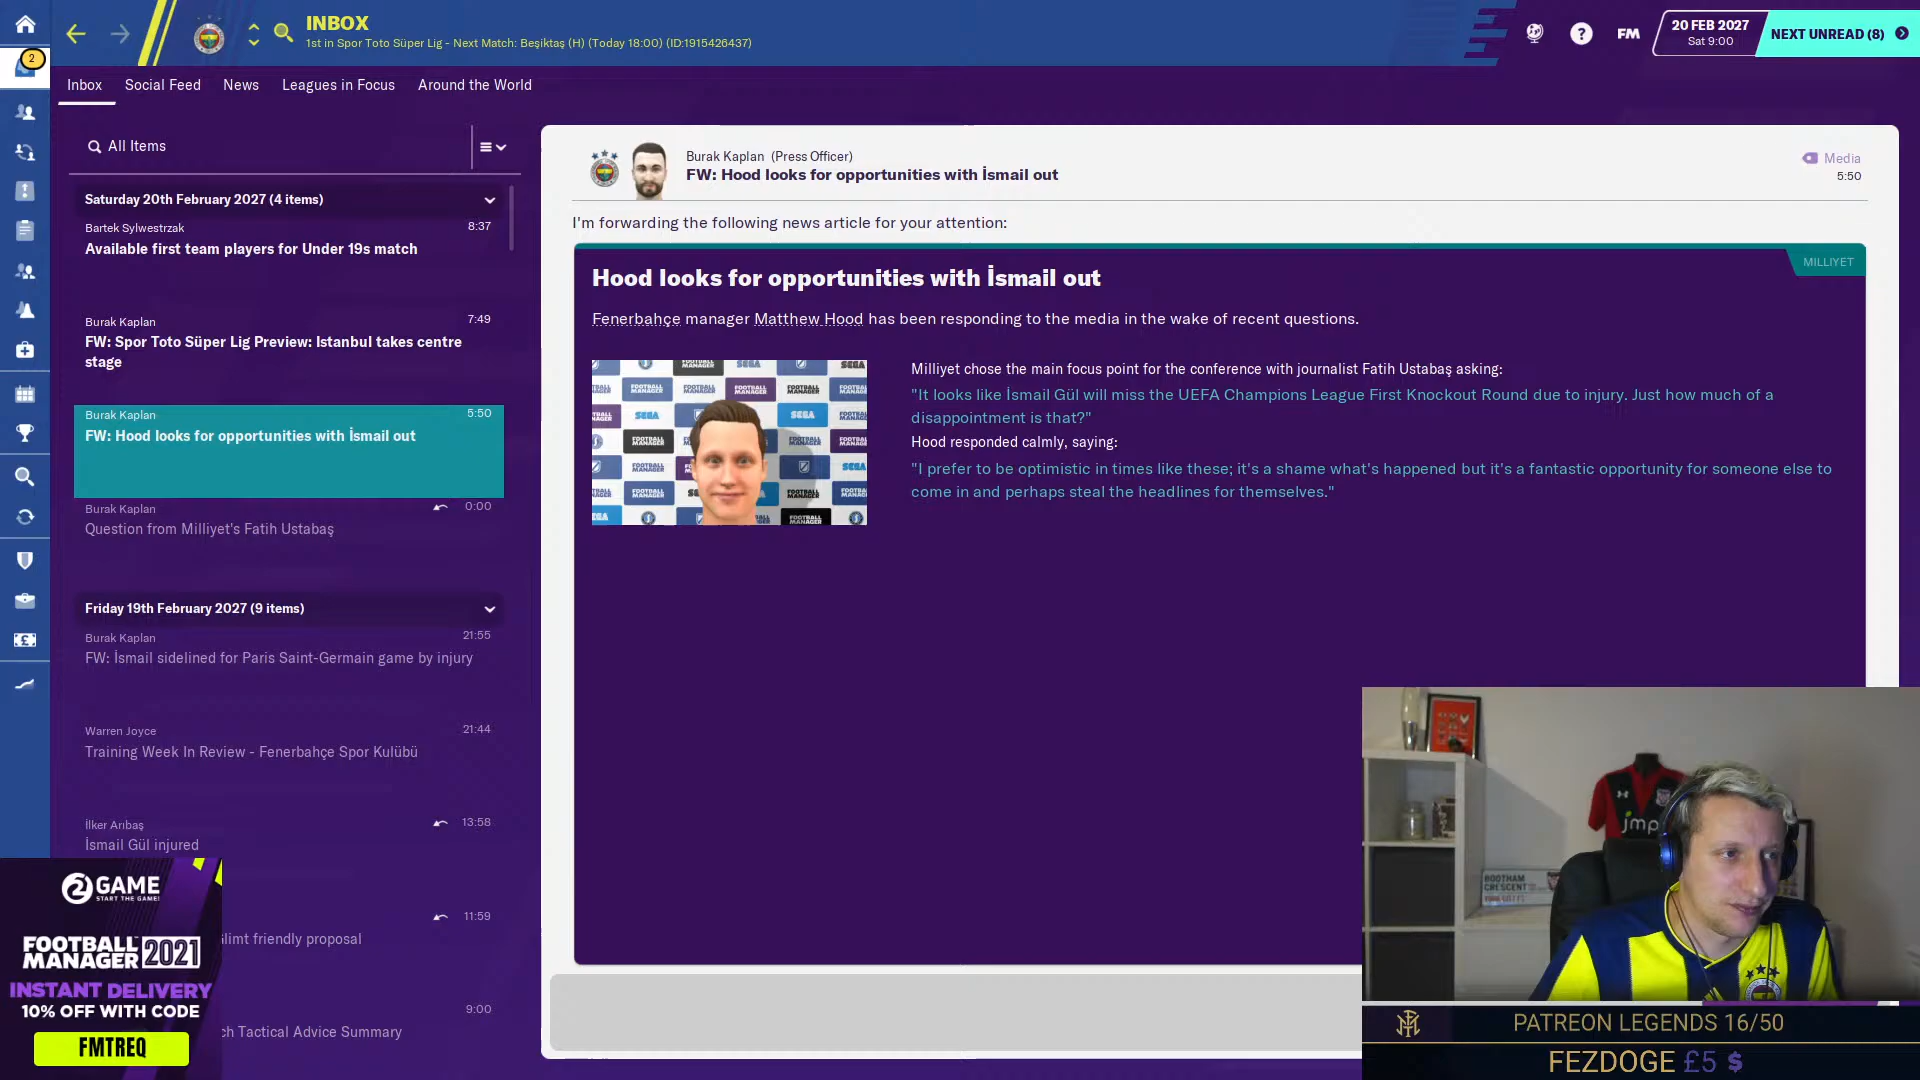 INBOX
1st in Spor Toto Süper Lig - Next Match: Beşiktaş (H) (Today 18:00) (ID:1915426437)
FM
20 FEB 2027
Sat 9:00
NEXT UNREAD (8)
2
Inbox
Social Feed
News
Leagues in Focus
Around the World
All Items
Saturday 20th February 2027 (4 items)
Bartek Sylwestrzak
8:37
Available first team players for Under 19s match
Burak Kaplan
7:49
FW: Spor Toto Süper Lig Preview: Istanbul takes centre
stage
Burak Kaplan
5:50
FW: Hood looks for opportunities with İsmail out
Burak Kaplan
0:00
Question from Milliyet's Fatih Ustabaş
Friday 19th February 2027 (9 items)
Burak Kaplan
21:55
FW: İsmail sidelined for Paris Saint-Germain game by injury
Warren Joyce
21:44
Training Week In Review - Fenerbahçe Spor Kulübü
İlker Arıbaş
13:58
İsmail Gül injured
11:59
Glimt friendly proposal
9:00
ch Tactical Advice Summary
Burak Kaplan (Press Officer)
FW: Hood looks for opportunities with İsmail out
Media
5:50
I'm forwarding the following news article for your attention:
MILLIYET
Hood looks for opportunities with İsmail out
Fenerbahçe manager Matthew Hood has been responding to the media in the wake of recent questions.
Milliyet chose the main focus point for the conference with journalist Fatih Ustabaş asking:
"It looks like İsmail Gül will miss the UEFA Champions League First Knockout Round due to injury. Just how much of a
disappointment is that?"
Hood responded calmly, saying:
"I prefer to be optimistic in times like these; it's a shame what's happened but it's a fantastic opportunity for someone else to
come in and perhaps steal the headlines for themselves."
FOOTBALL MANAGER
SEGA
2GAME
START THE GAME!
FOOTBALL
MANAGER 2021
INSTANT DELIVERY
10% OFF WITH CODE
FMTREQ
jmp
BOOTHAM
CRESCENT
PATREON LEGENDS 16/50
FEZDOGE £5 $